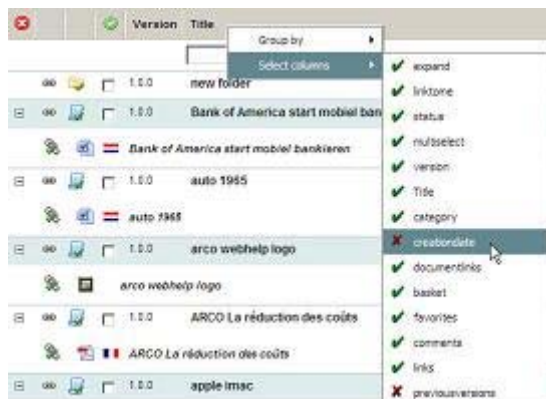 Version Title
Group by
Select columns
expand
linktome
status
multiselect
version
Title
category
creationdate
documentlinks
basket
favorites
comments
links
previousversions
1.0.0 new folder
1.0.0 Bank of America start mobiel ban
Bank of America start mobiel bankieren
1.0.0 auto 1965
auto 1965
1.0.0 arco webhelp logo
arco webhelp logo
1.0.0 ARCO La réduction des coûts
ARCO La réduction des coûts
1.0.0 apple imac